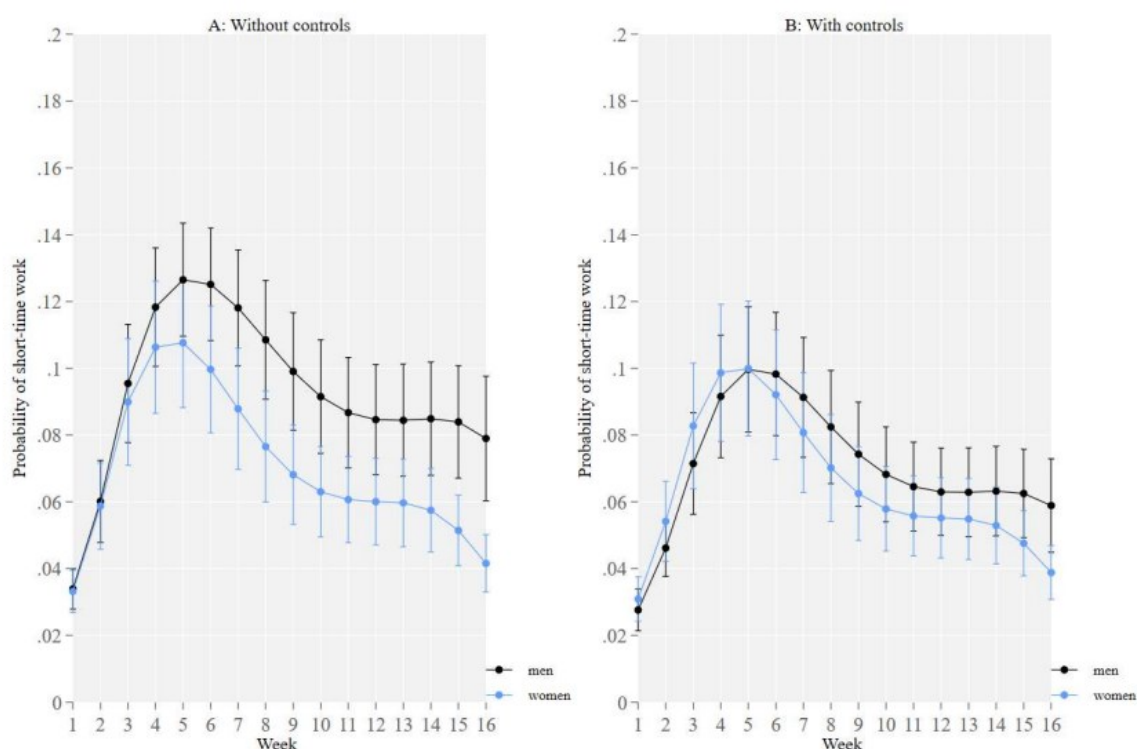 A: Without controls
Probability of short-time work
.2
.18
.16
.14
.12
.1
.08
.06
.04
.02
0
1 2 3 4 5 6 7 8 9 10 11 12 13 14 15 16
Week
men
women
B: With controls
Probability of short-time work
.2
.18
.16
.14
.12
.1
.08
.06
.04
.02
0
1 2 3 4 5 6 7 8 9 10 11 12 13 14 15 16
Week
men
women